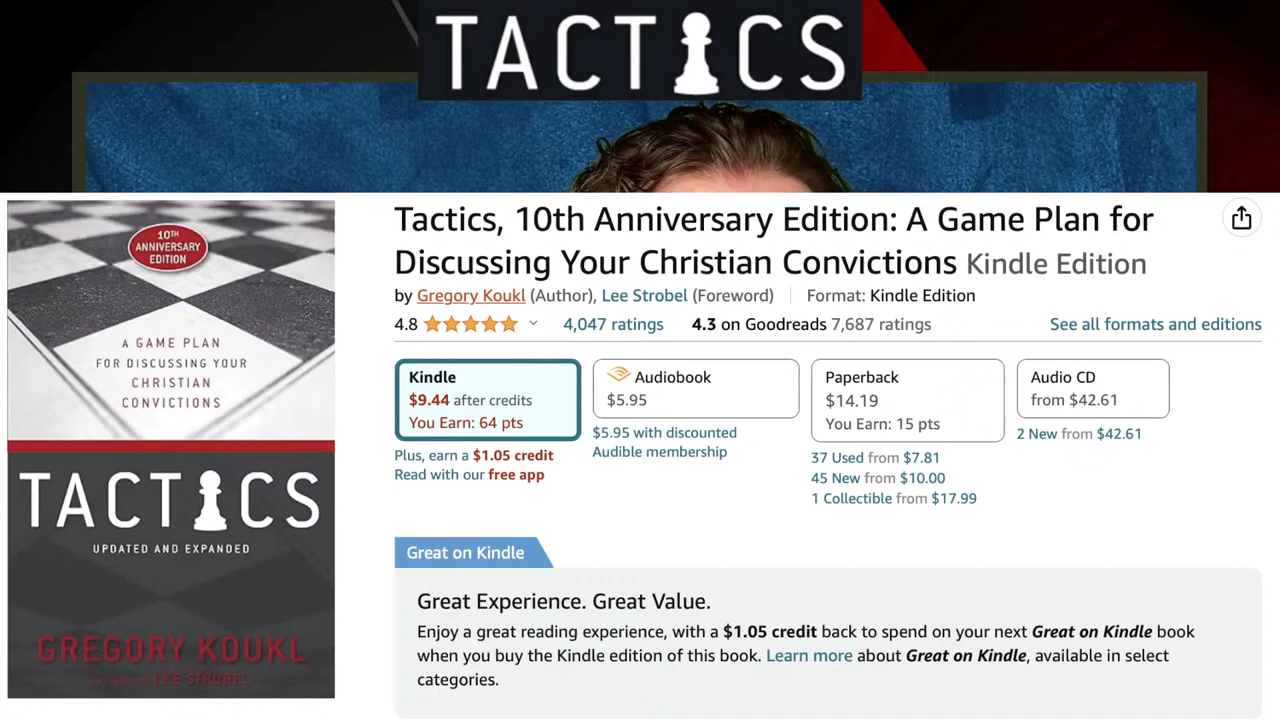 TACTICS
10TH
ANNIVERSARY
EDITION
A GAME PLAN
FOR DISCUSSING YOUR
CHRISTIAN
CONVICTIONS
TACTICS
UPDATED AND EXPANDED
GREGORY KOUKL
LEE STROBEL
Tactics, 10th Anniversary Edition: A Game Plan for
Discussing Your Christian Convictions Kindle Edition
by Gregory Koukl (Author), Lee Strobel (Foreword) Format: Kindle Edition
4.8 4,047 ratings 4.3 on Goodreads 7,687 ratings See all formats and editions
Kindle
$9.44 after credits
You Earn: 64 pts
Plus, earn a $1.05 credit
Read with our free app
Audiobook
$5.95
$5.95 with discounted
Audible membership
Paperback
$14.19
You Earn: 15 pts
37 Used from $7.81
45 New from $10.00
1 Collectible from $17.99
Audio CD
from $42.61
2 New from $42.61
Great on Kindle
Great Experience. Great Value.
Enjoy a great reading experience, with a $1.05 credit back to spend on your next Great on Kindle book
when you buy the Kindle edition of this book. Learn more about Great on Kindle, available in select
categories.